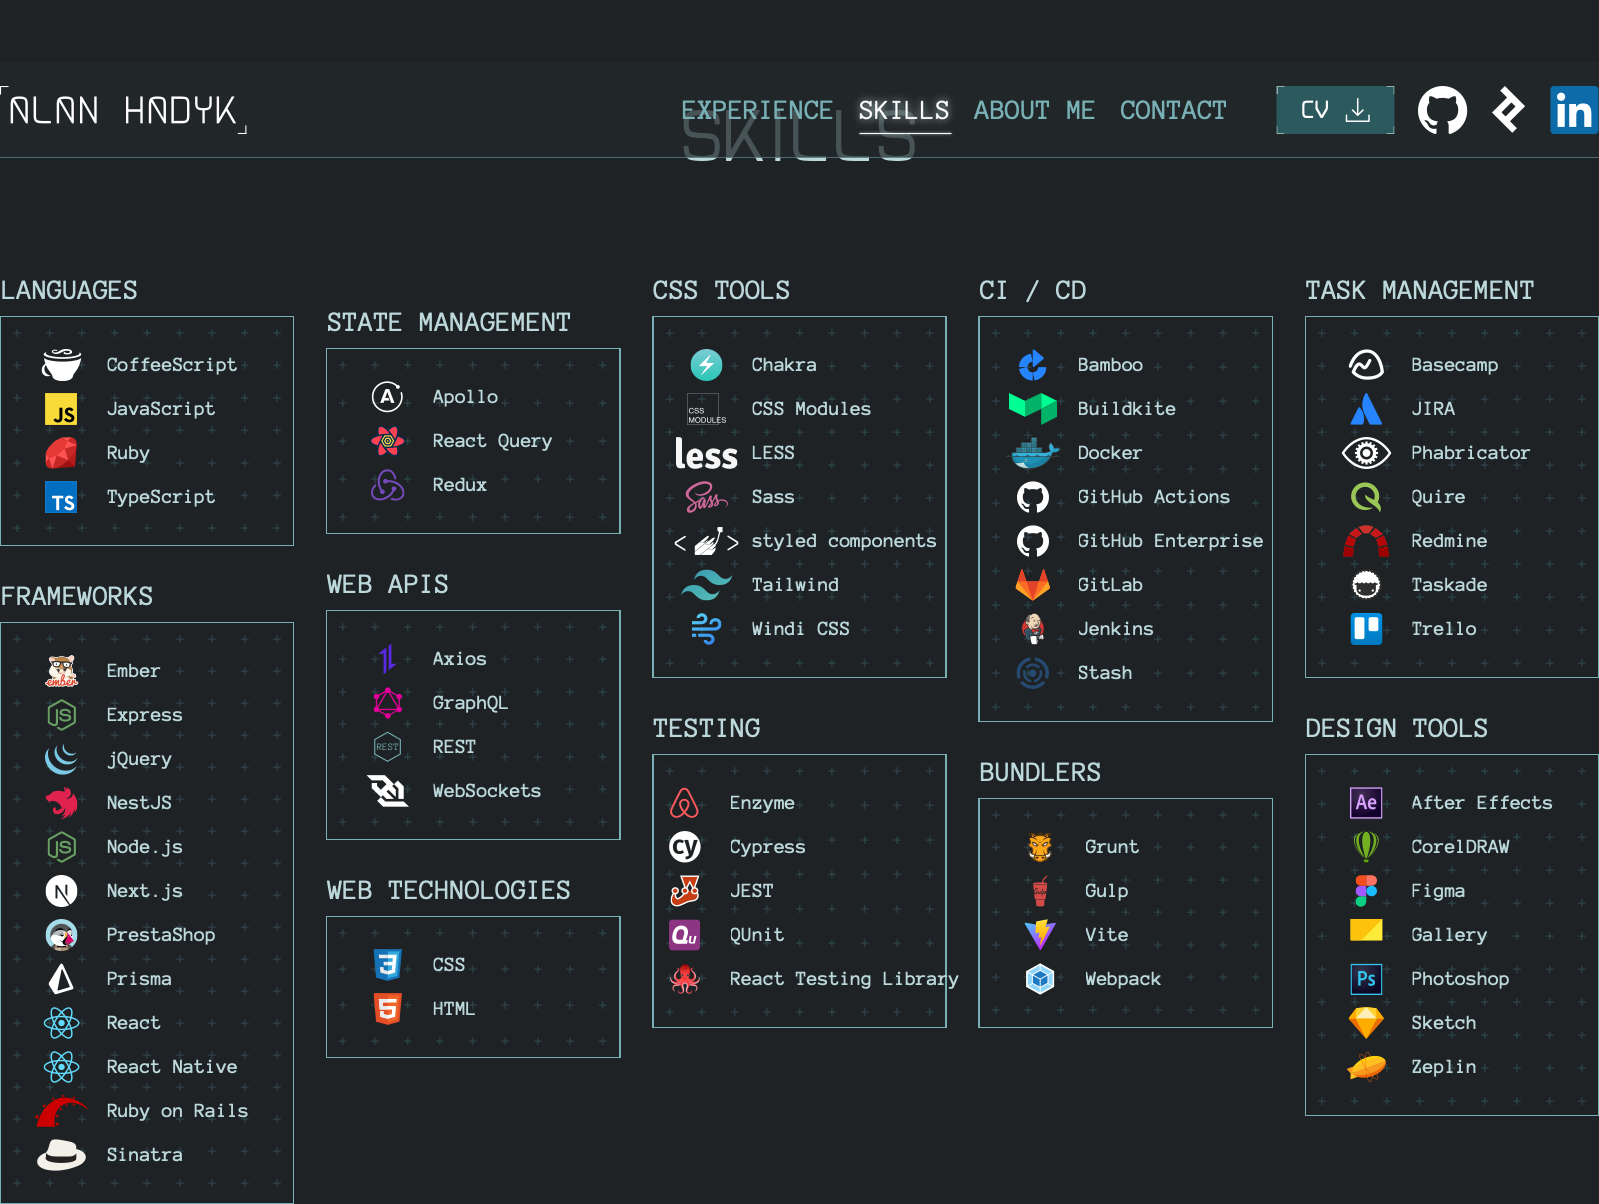 ALAN HADYK
EXPERIENCE
SKILLS
ABOUT ME
CONTACT
CV
in
SKILLS
LANGUAGES
CoffeeScript
JS
JavaScript
Ruby
TS
TypeScript
FRAMEWORKS
ember
Ember
JS
Express
jQuery
NestJS
JS
Node.js
N
Next.js
PrestaShop
Prisma
React
React Native
Ruby on Rails
Sinatra
STATE MANAGEMENT
A
Apollo
React Query
Redux
WEB APIS
Axios
GraphQL
REST
REST
WebSockets
WEB TECHNOLOGIES
3
CSS
5
HTML
CSS TOOLS
Chakra
CSS
MODULES
CSS Modules
less
LESS
Sass
Sass
< >
styled components
Tailwind
Windi CSS
TESTING
Enzyme
cy
Cypress
JEST
Qu
QUnit
React Testing Library
CI / CD
Bamboo
Buildkite
Docker
GitHub Actions
GitHub Enterprise
GitLab
Jenkins
Stash
BUNDLERS
Grunt
Gulp
Gulp
Vite
Webpack
TASK MANAGEMENT
Basecamp
JIRA
Phabricator
Quire
Redmine
Taskade
Trello
DESIGN TOOLS
Ae
After Effects
CorelDRAW
Figma
Gallery
Ps
Photoshop
Sketch
Zeplin